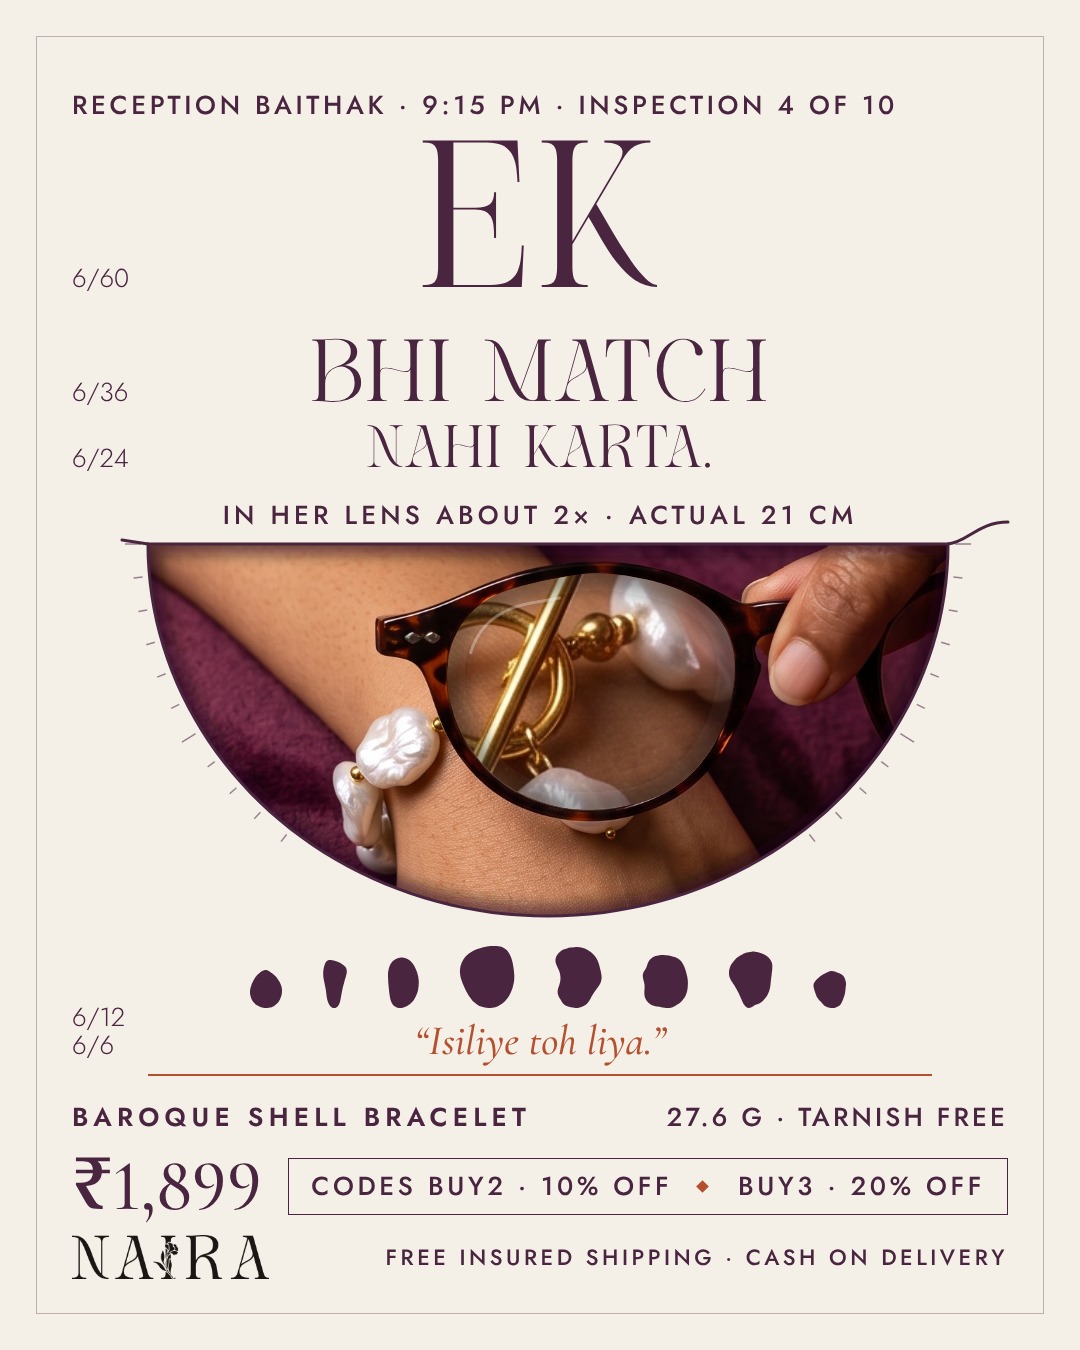 RECEPTION BAITHAK · 9:15 PM · INSPECTION 4 OF 10
EK
6/60
BHI MATCH
6/36
NAHI KARTA.
6/24
IN HER LENS ABOUT 2× · ACTUAL 21 CM
6/12
“Isiliye toh liya.”
6/6
BAROQUE SHELL BRACELET 27.6 G · TARNISH FREE
₹1,899 CODES BUY2 · 10% OFF ◆ BUY3 · 20% OFF
NAIRA FREE INSURED SHIPPING · CASH ON DELIVERY